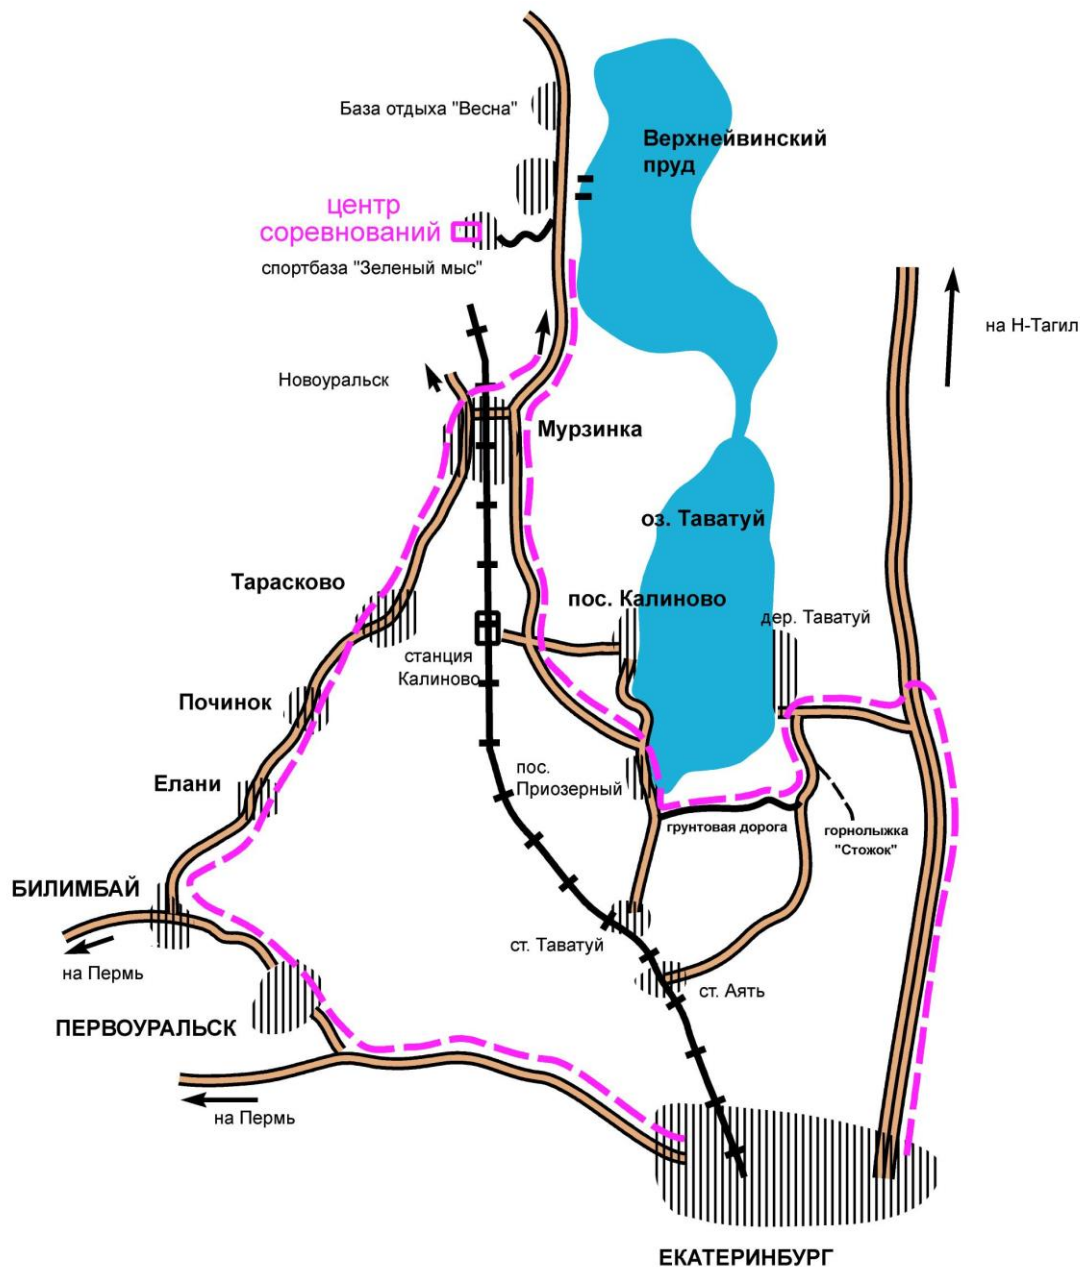 База отдыха "Весна"
Верхнейвинский
пруд
центр
соревнований
спортбаза "Зеленый мыс"
на Н-Тагил
Новоуральск
Мурзинка
оз. Таватуй
Тарасково
пос. Калиново
дер. Таватуй
станция
Калиново
Починок
пос.
Приозерный
Елани
грунтовая дорога
горнолыжка
"Стожок"
БИЛИМБАЙ
на Пермь
ст. Таватуй
ст. Аять
ПЕРВОУРАЛЬСК
на Пермь
ЕКАТЕРИНБУРГ